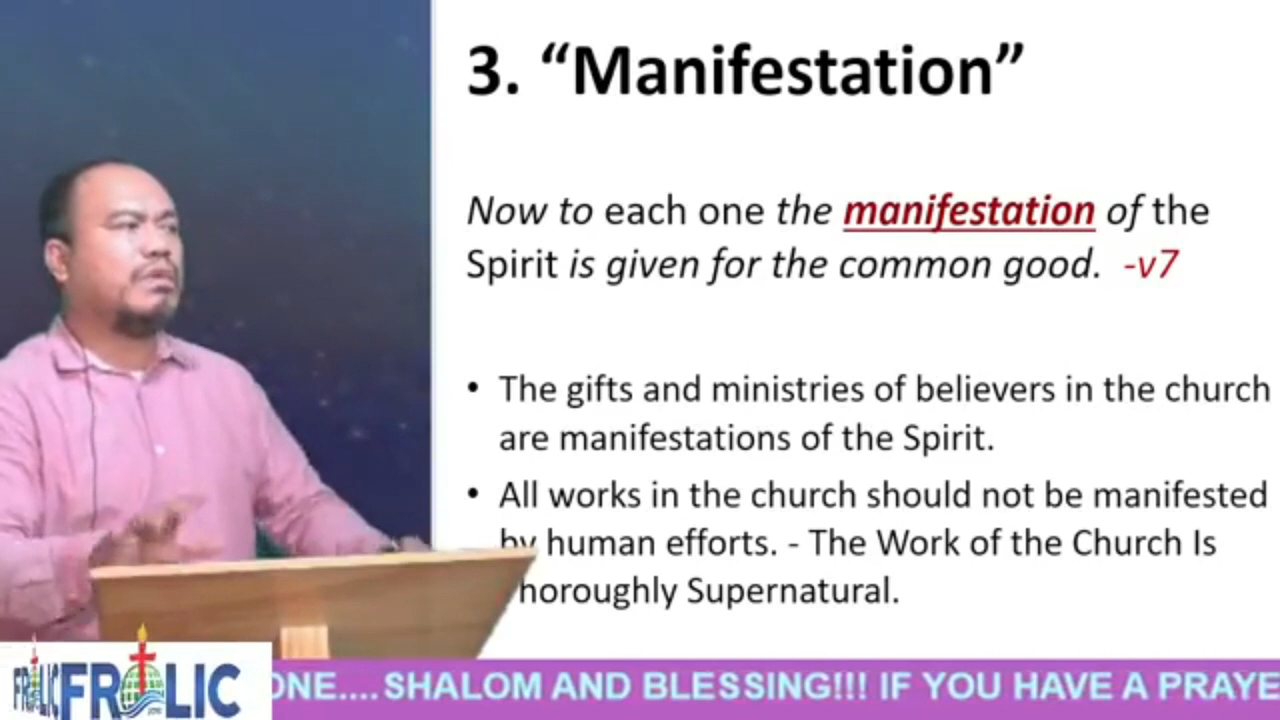 3. “Manifestation”
Now to each one the manifestation of the
Spirit is given for the common good. -v7
• The gifts and ministries of believers in the church
are manifestations of the Spirit.
• All works in the church should not be manifested
by human efforts. - The Work of the Church Is
horoughly Supernatural.
FROLIC
ONE.... SHALOM AND BLESSING!!! IF YOU HAVE A PRAYE